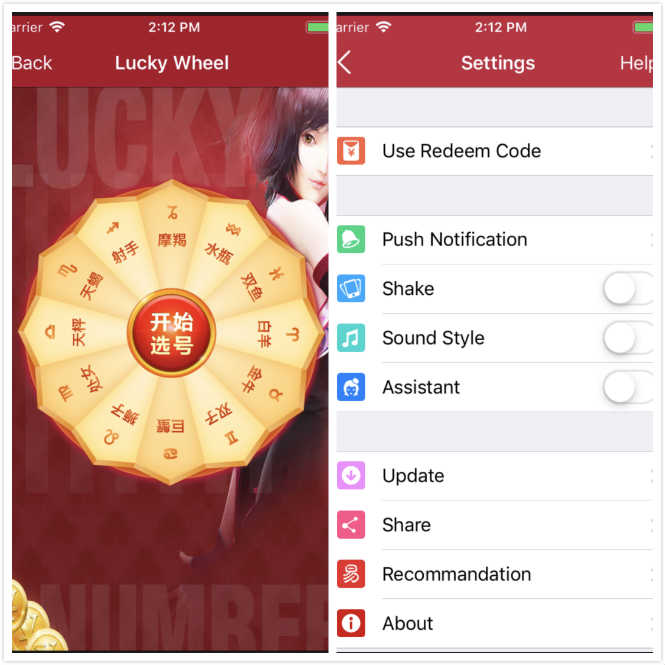 arrier
2:12 PM
Back
Lucky Wheel
LUCKY
摩羯
水瓶
双鱼
白羊
金牛
双子
巨蟹
狮子
处女
天秤
天蝎
射手
开始
选号
NUMBER
arrier
2:12 PM
Settings
Help
Use Redeem Code
Push Notification
Shake
Sound Style
Assistant
Update
Share
Recommandation
About